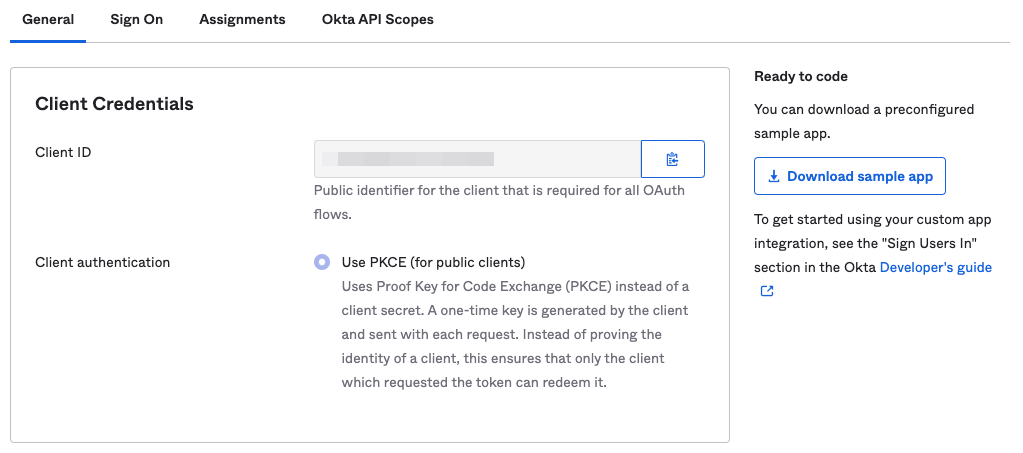 General Sign On Assignments Okta API Scopes
Client Credentials
Client ID
Public identifier for the client that is required for all OAuth
flows.
Client authentication
Use PKCE (for public clients)
Uses Proof Key for Code Exchange (PKCE) instead of a
client secret. A one-time key is generated by the client
and sent with each request. Instead of proving the
identity of a client, this ensures that only the client
which requested the token can redeem it.
Ready to code
You can download a preconfigured
sample app.
Download sample app
To get started using your custom app
integration, see the "Sign Users In"
section in the Okta Developer's guide